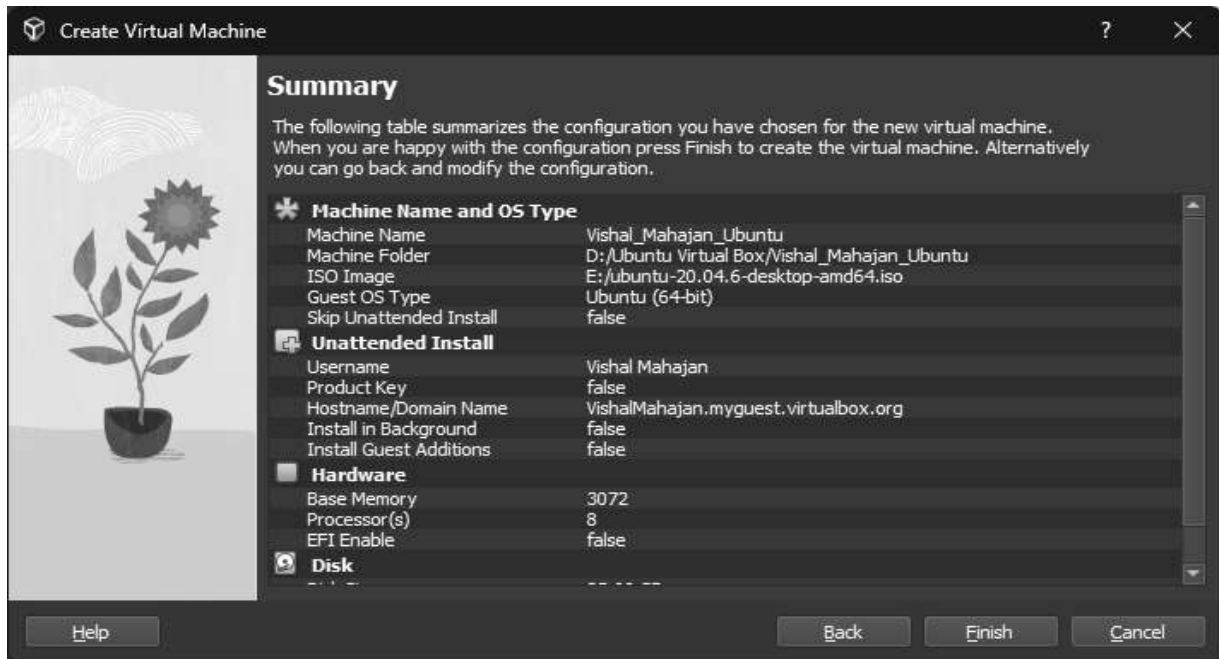 Create Virtual Machine ?
Summary
The following table summarizes the configuration you have chosen for the new virtual machine.
When you are happy with the configuration press Finish to create the virtual machine. Alternatively
you can go back and modify the configuration.
Machine Name and OS Type
Machine Name Vishal_Mahajan_Ubuntu
Machine Folder D:/Ubuntu Virtual Box/Vishal_Mahajan_Ubuntu
ISO Image E:/ubuntu-20.04.6-desktop-amd64.iso
Guest OS Type Ubuntu (64-bit)
Skip Unattended Install false
Unattended Install
Username Vishal Mahajan
Product Key false
Hostname/Domain Name VishalMahajan.myguest.virtualbox.org
Install in Background false
Install Guest Additions false
Hardware
Base Memory 3072
Processor(s) 8
EFI Enable false
Disk
Help Back Finish Cancel